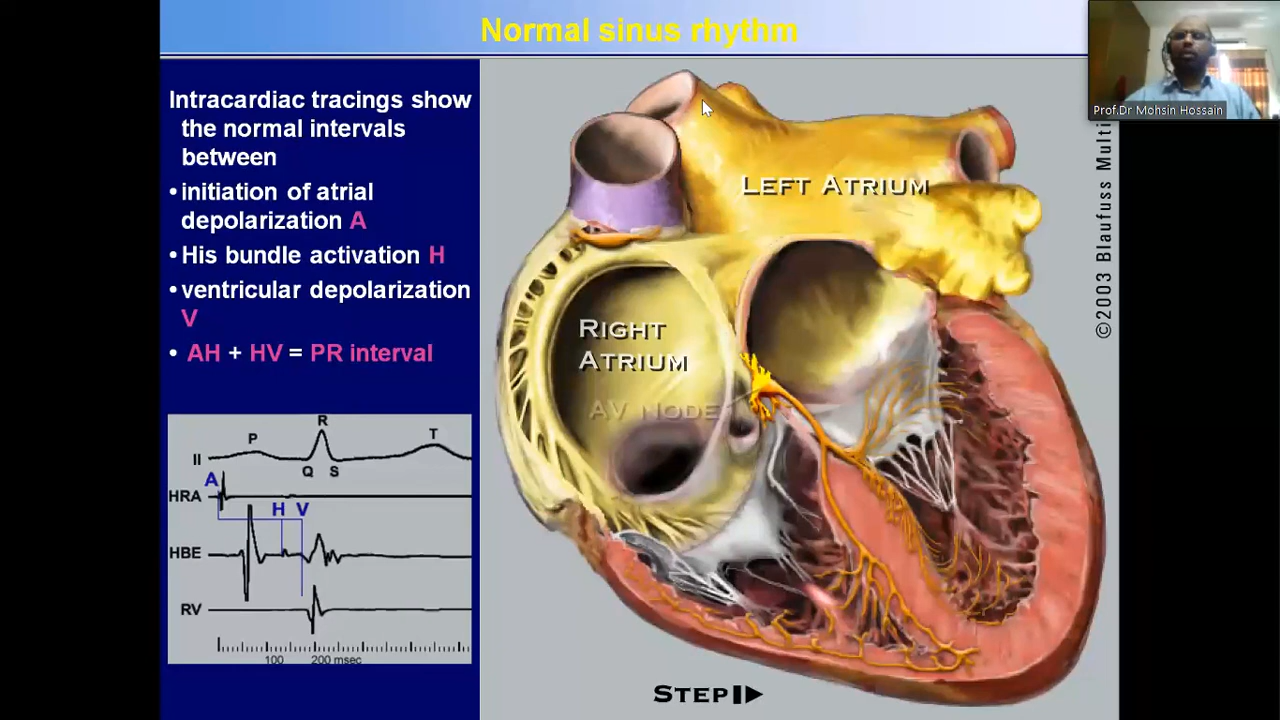 Normal sinus rhythm
Prof.Dr Mohsin Hossain
Intracardiac tracings show
the normal intervals
between
• initiation of atrial
depolarization A
• His bundle activation H
• ventricular depolarization
V
• AH + HV = PR interval
R
P
T
II
Q S
A
HRA
H V
HBE
RV
100 200 msec
Left Atrium
Right
Atrium
AV Node
Step
©2003 Blaufuss Multi